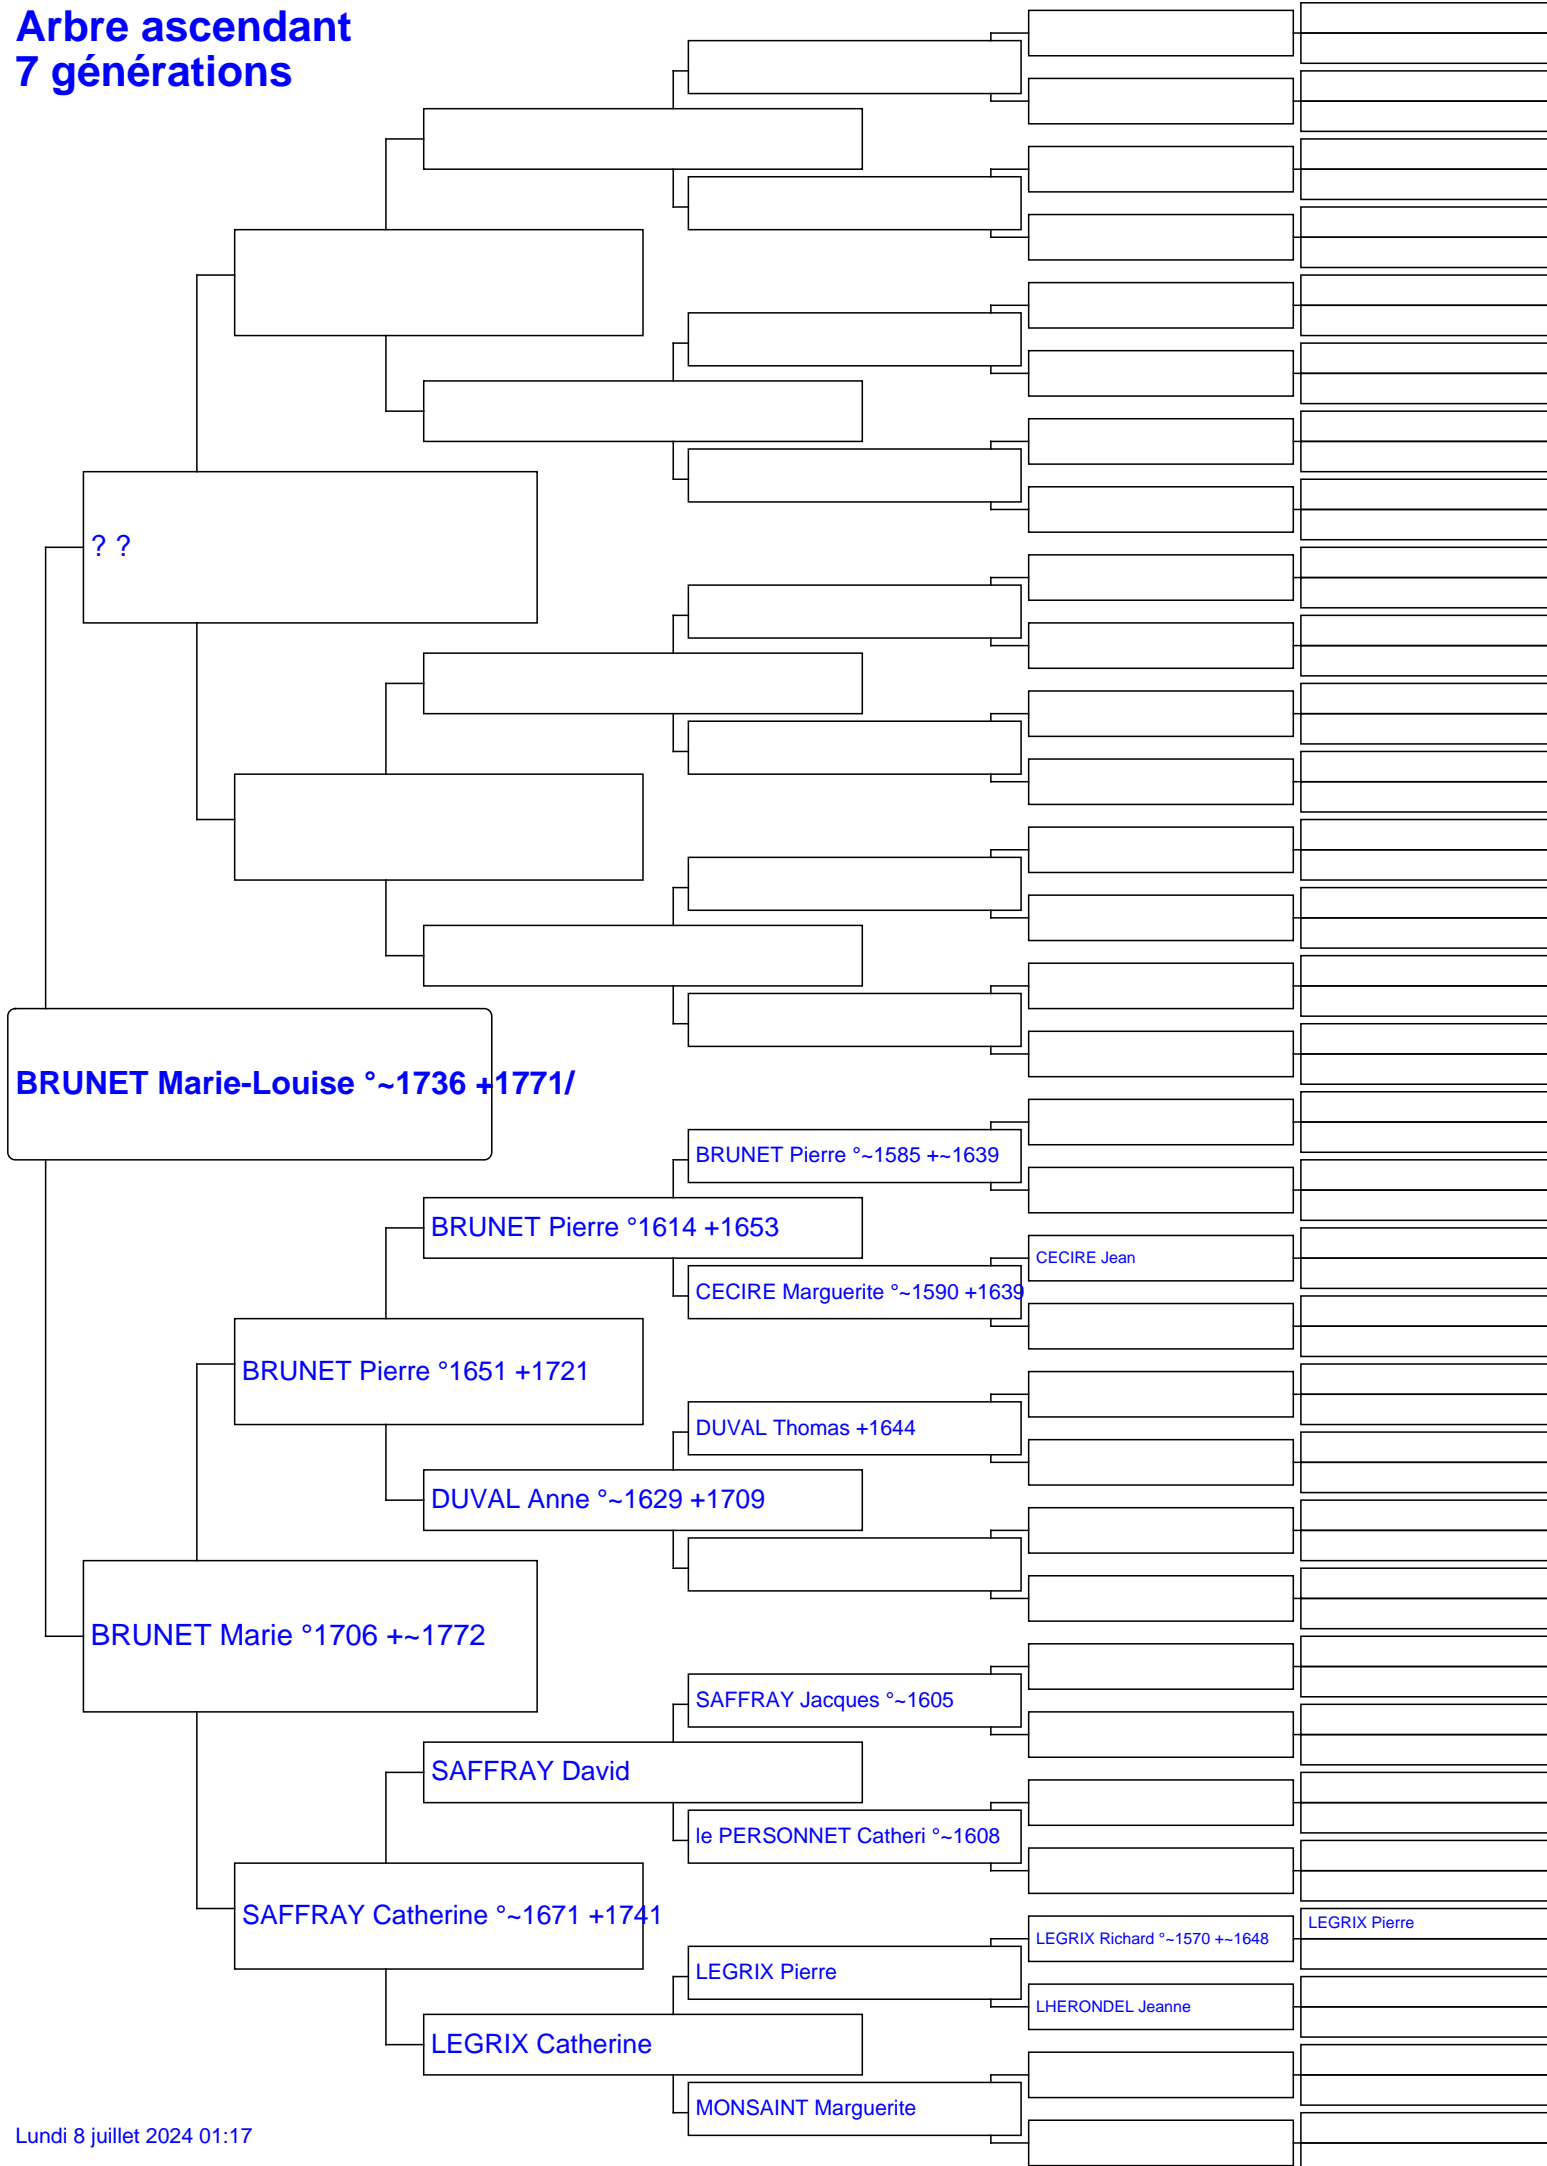 Arbre ascendant
7 générations
? ?
BRUNET Marie-Louise °~1736 +1771/
BRUNET Pierre °~1585 +~1639
BRUNET Pierre °1614 +1653
CECIRE Jean
CECIRE Marguerite °~1590 +1639
BRUNET Pierre °1651 +1721
DUVAL Thomas +1644
DUVAL Anne °~1629 +1709
BRUNET Marie °1706 +~1772
SAFFRAY Jacques °~1605
SAFFRAY David
le PERSONNET Catheri °~1608
SAFFRAY Catherine °~1671 +1741
LEGRIX Pierre
LEGRIX Richard °~1570 +~1648
LEGRIX Pierre
LHERONDEL Jeanne
LEGRIX Catherine
MONSAINT Marguerite
Lundi 8 juillet 2024 01:17